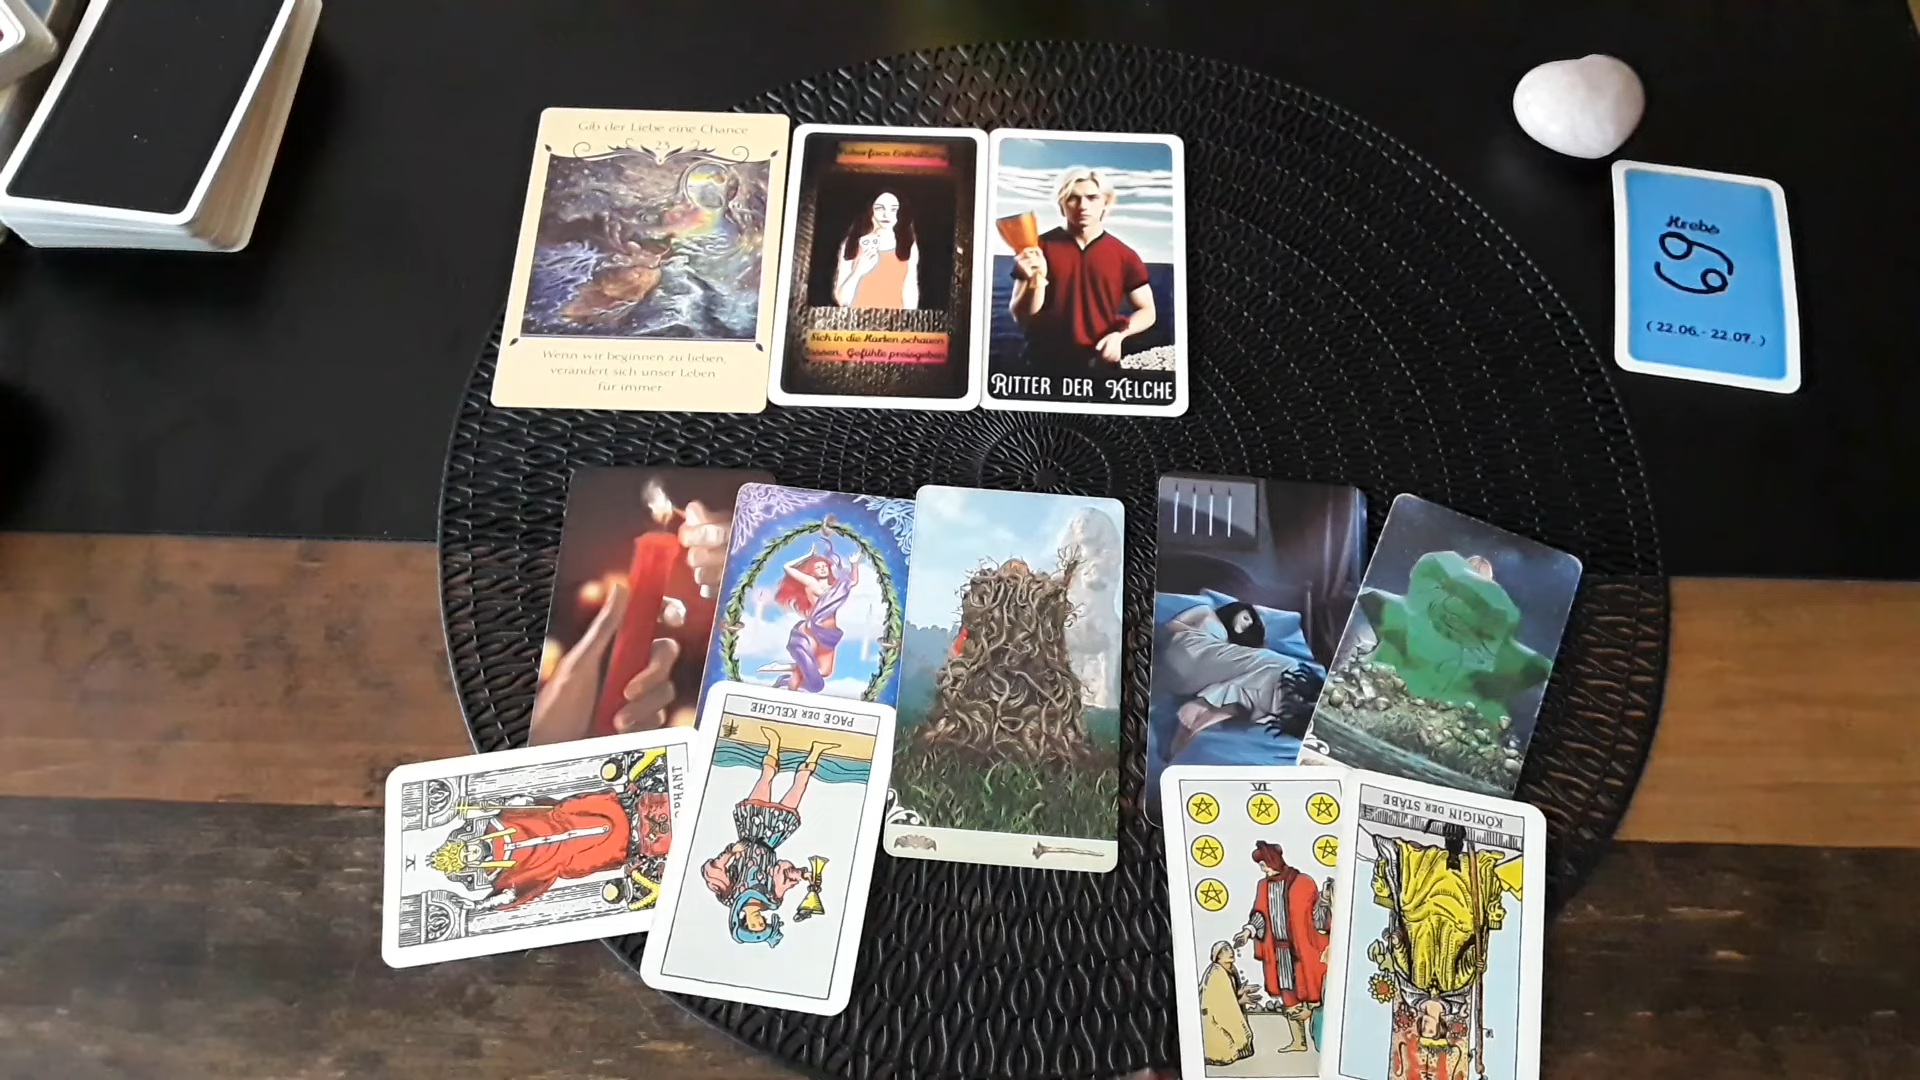 Gib der Liebe eine Chance
23
Wenn wir beginnen zu lieben,
verändert sich unser Leben
für immer
Sich in die Karten schauen
lassen. Gefühle preisgeben
RITTER DER KELCHE
Krebs
(22.06.-22.07.)
PAGE DER KELCHE
V
VI
KÖNIGIN DER STÄBE